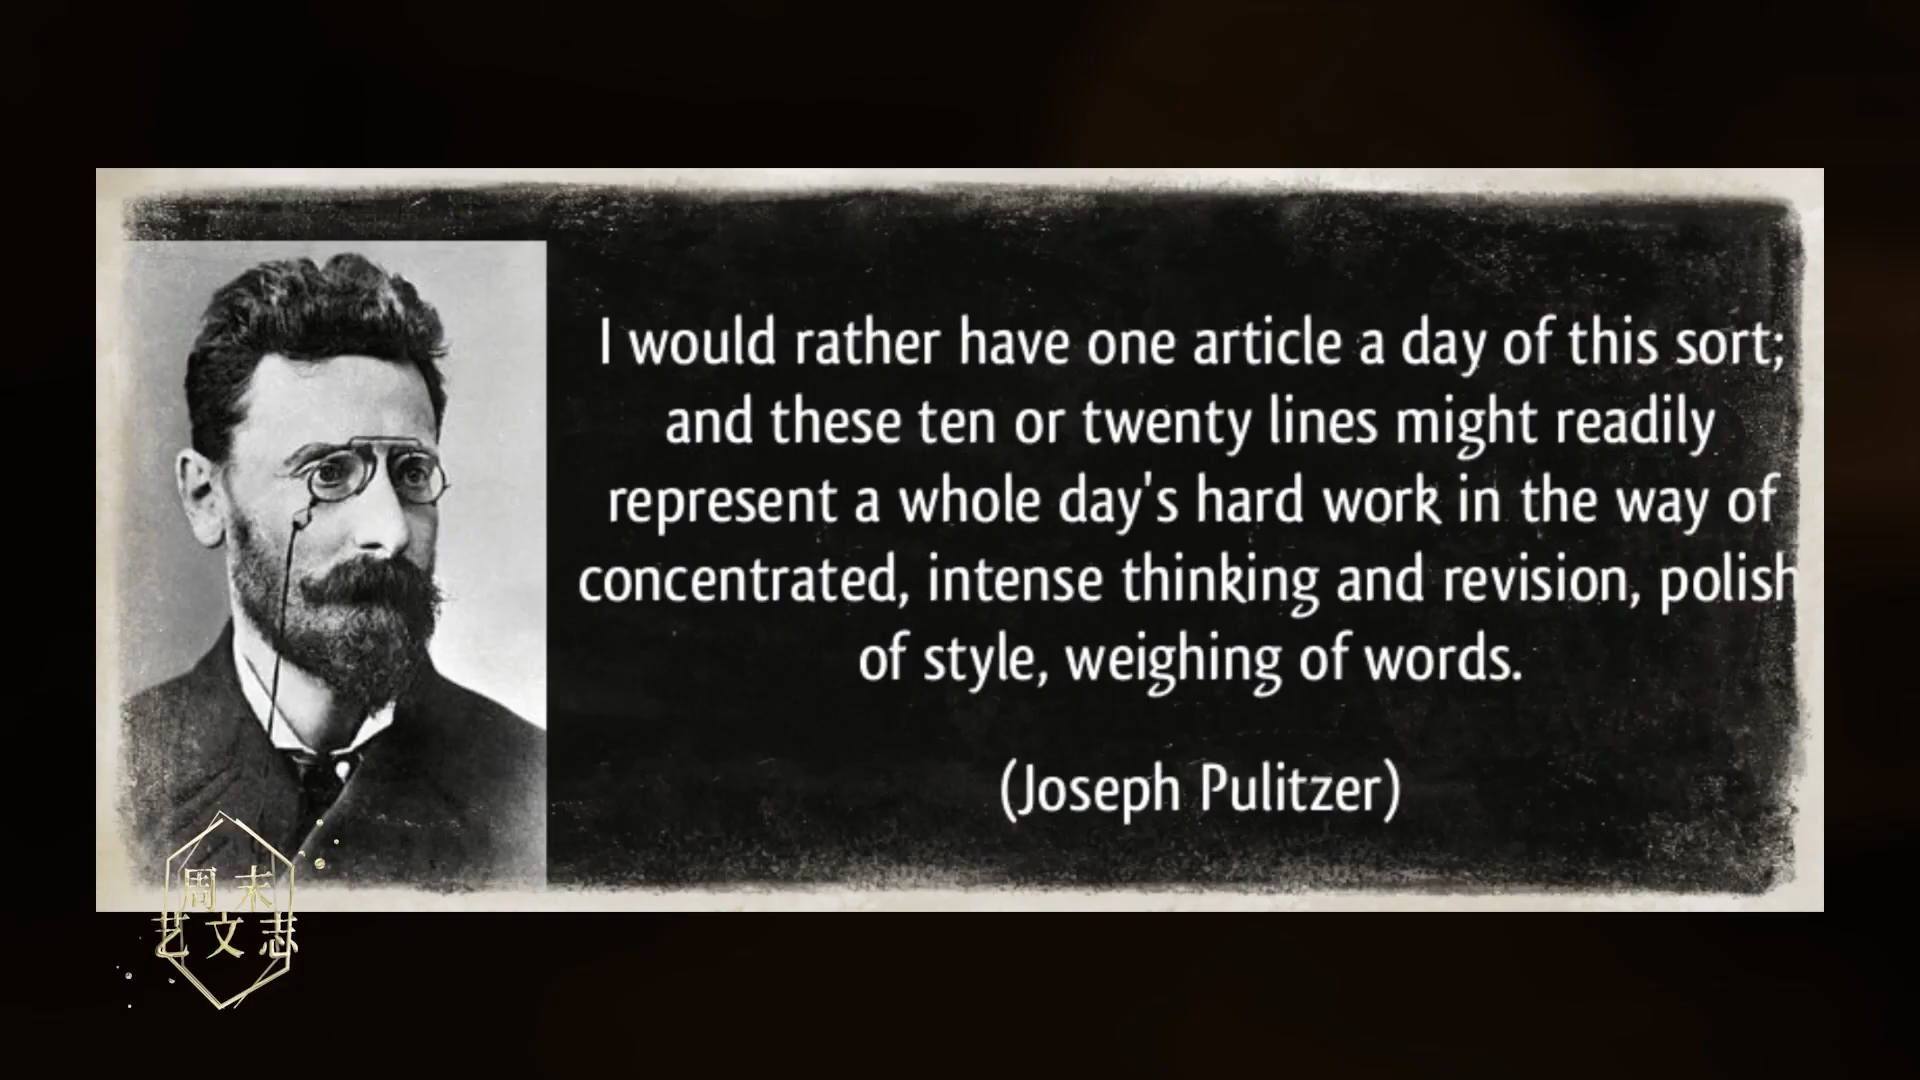 I would rather have one article a day of this sort;
and these ten or twenty lines might readily
represent a whole day's hard work in the way of
concentrated, intense thinking and revision, polish
of style, weighing of words.
(Joseph Pulitzer)
周末
艺文志